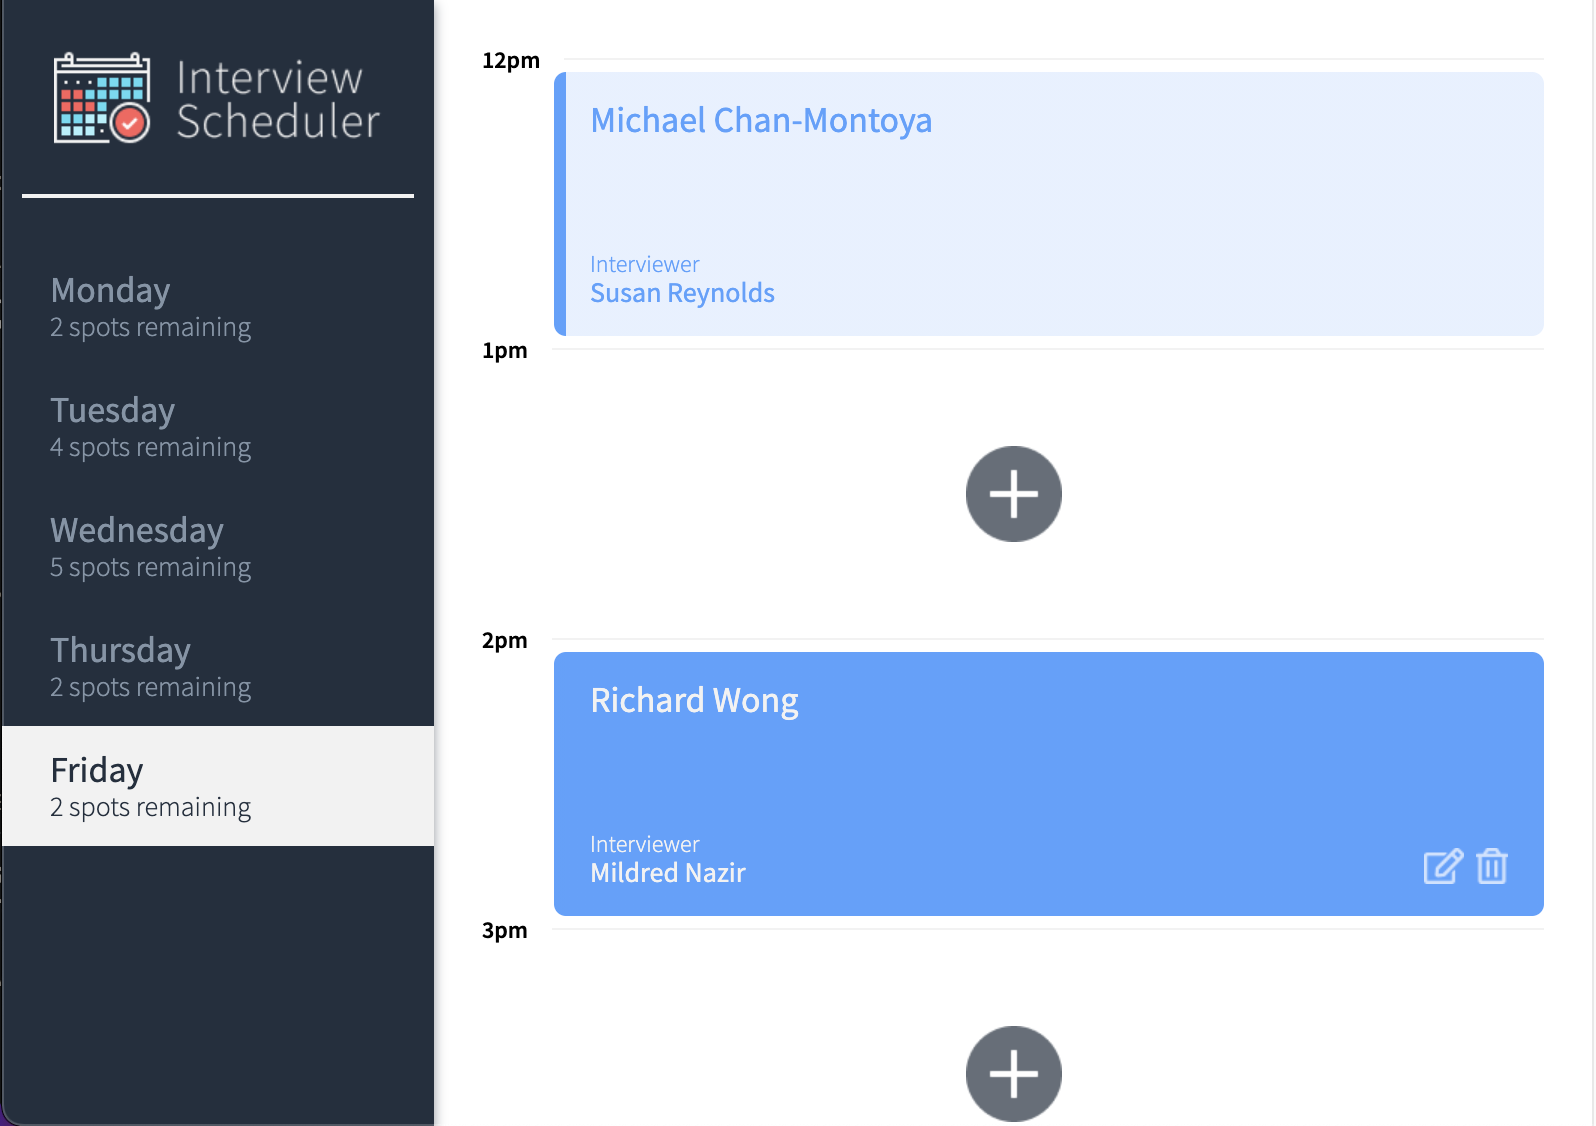 Interview
Scheduler
Monday
2 spots remaining
Tuesday
4 spots remaining
Wednesday
5 spots remaining
Thursday
2 spots remaining
Friday
2 spots remaining
12pm
Michael Chan-Montoya
Interviewer
Susan Reynolds
1pm
2pm
Richard Wong
Interviewer
Mildred Nazir
3pm